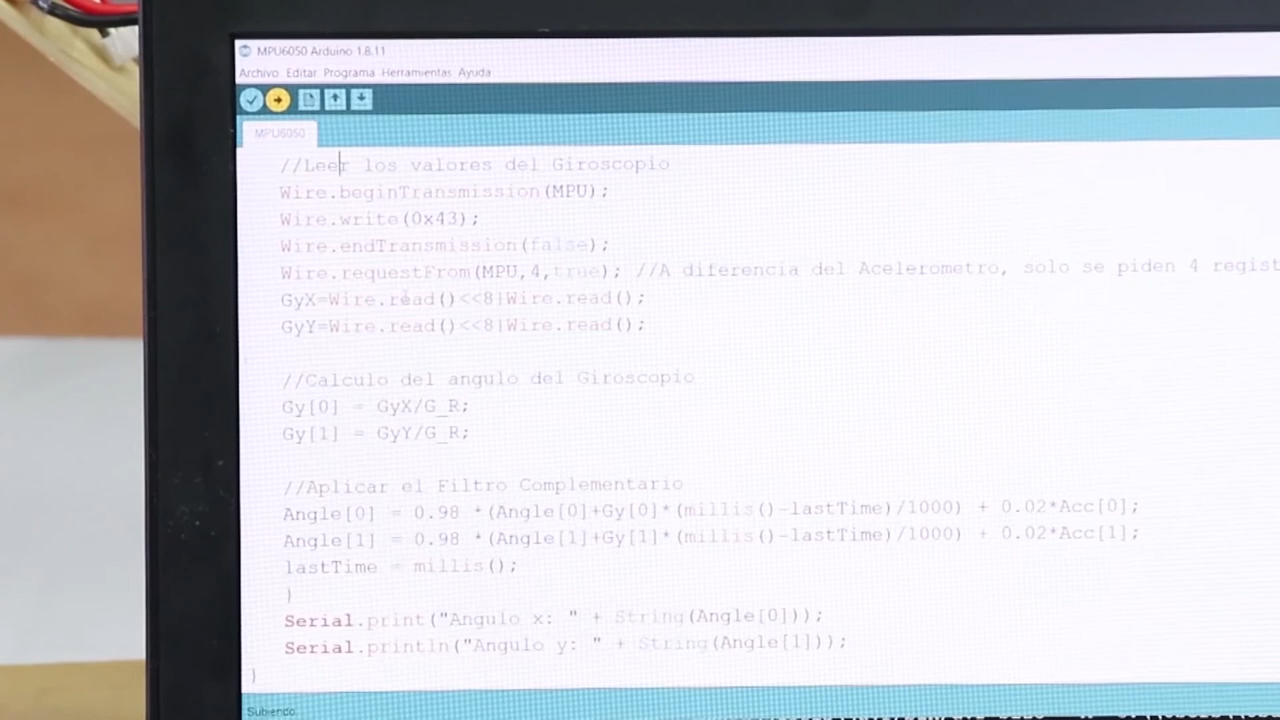 MPU6050 Arduino 1.8.11
Archivo Editar Programa Herramientas Ayuda
MPU6050
//Leer los valores del Giroscopio
Wire.beginTransmission(MPU);
Wire.write(0x43);
Wire.endTransmission(false);
Wire.requestFrom(MPU,4,true); //A diferencia del Acelerometro, solo se piden 4 regist
GyX=Wire.read()<<8|Wire.read();
GyY=Wire.read()<<8|Wire.read();
//Calculo del angulo del Giroscopio
Gy[0] = GyX/G_R;
Gy[1] = GyY/G_R;
//Aplicar el Filtro Complementario
Angle[0] = 0.98 *(Angle[0]+Gy[0]*(millis()-lastTime)/1000) + 0.02*Acc[0];
Angle[1] = 0.98 *(Angle[1]+Gy[1]*(millis()-lastTime)/1000) + 0.02*Acc[1];
lastTime = millis();
}
Serial.print("Angulo x: " + String(Angle[0]));
Serial.println("Angulo y: " + String(Angle[1]));
}
Subiendo